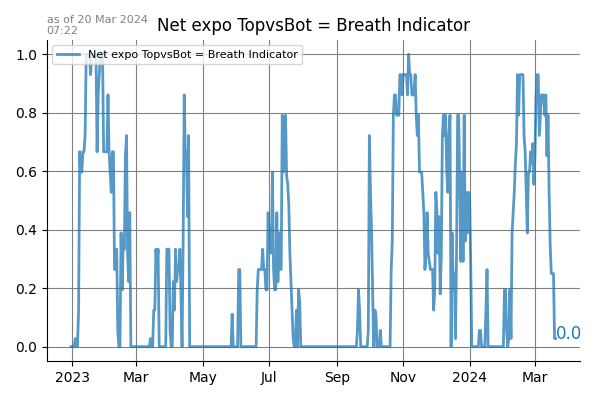 as of 20 Mar 2024
07:22
Net expo TopvsBot = Breath Indicator
Net expo TopvsBot = Breath Indicator
1.0
0.8
0.6
0.4
0.2
0.0
0.0
2023 Mar May Jul Sep Nov 2024 Mar